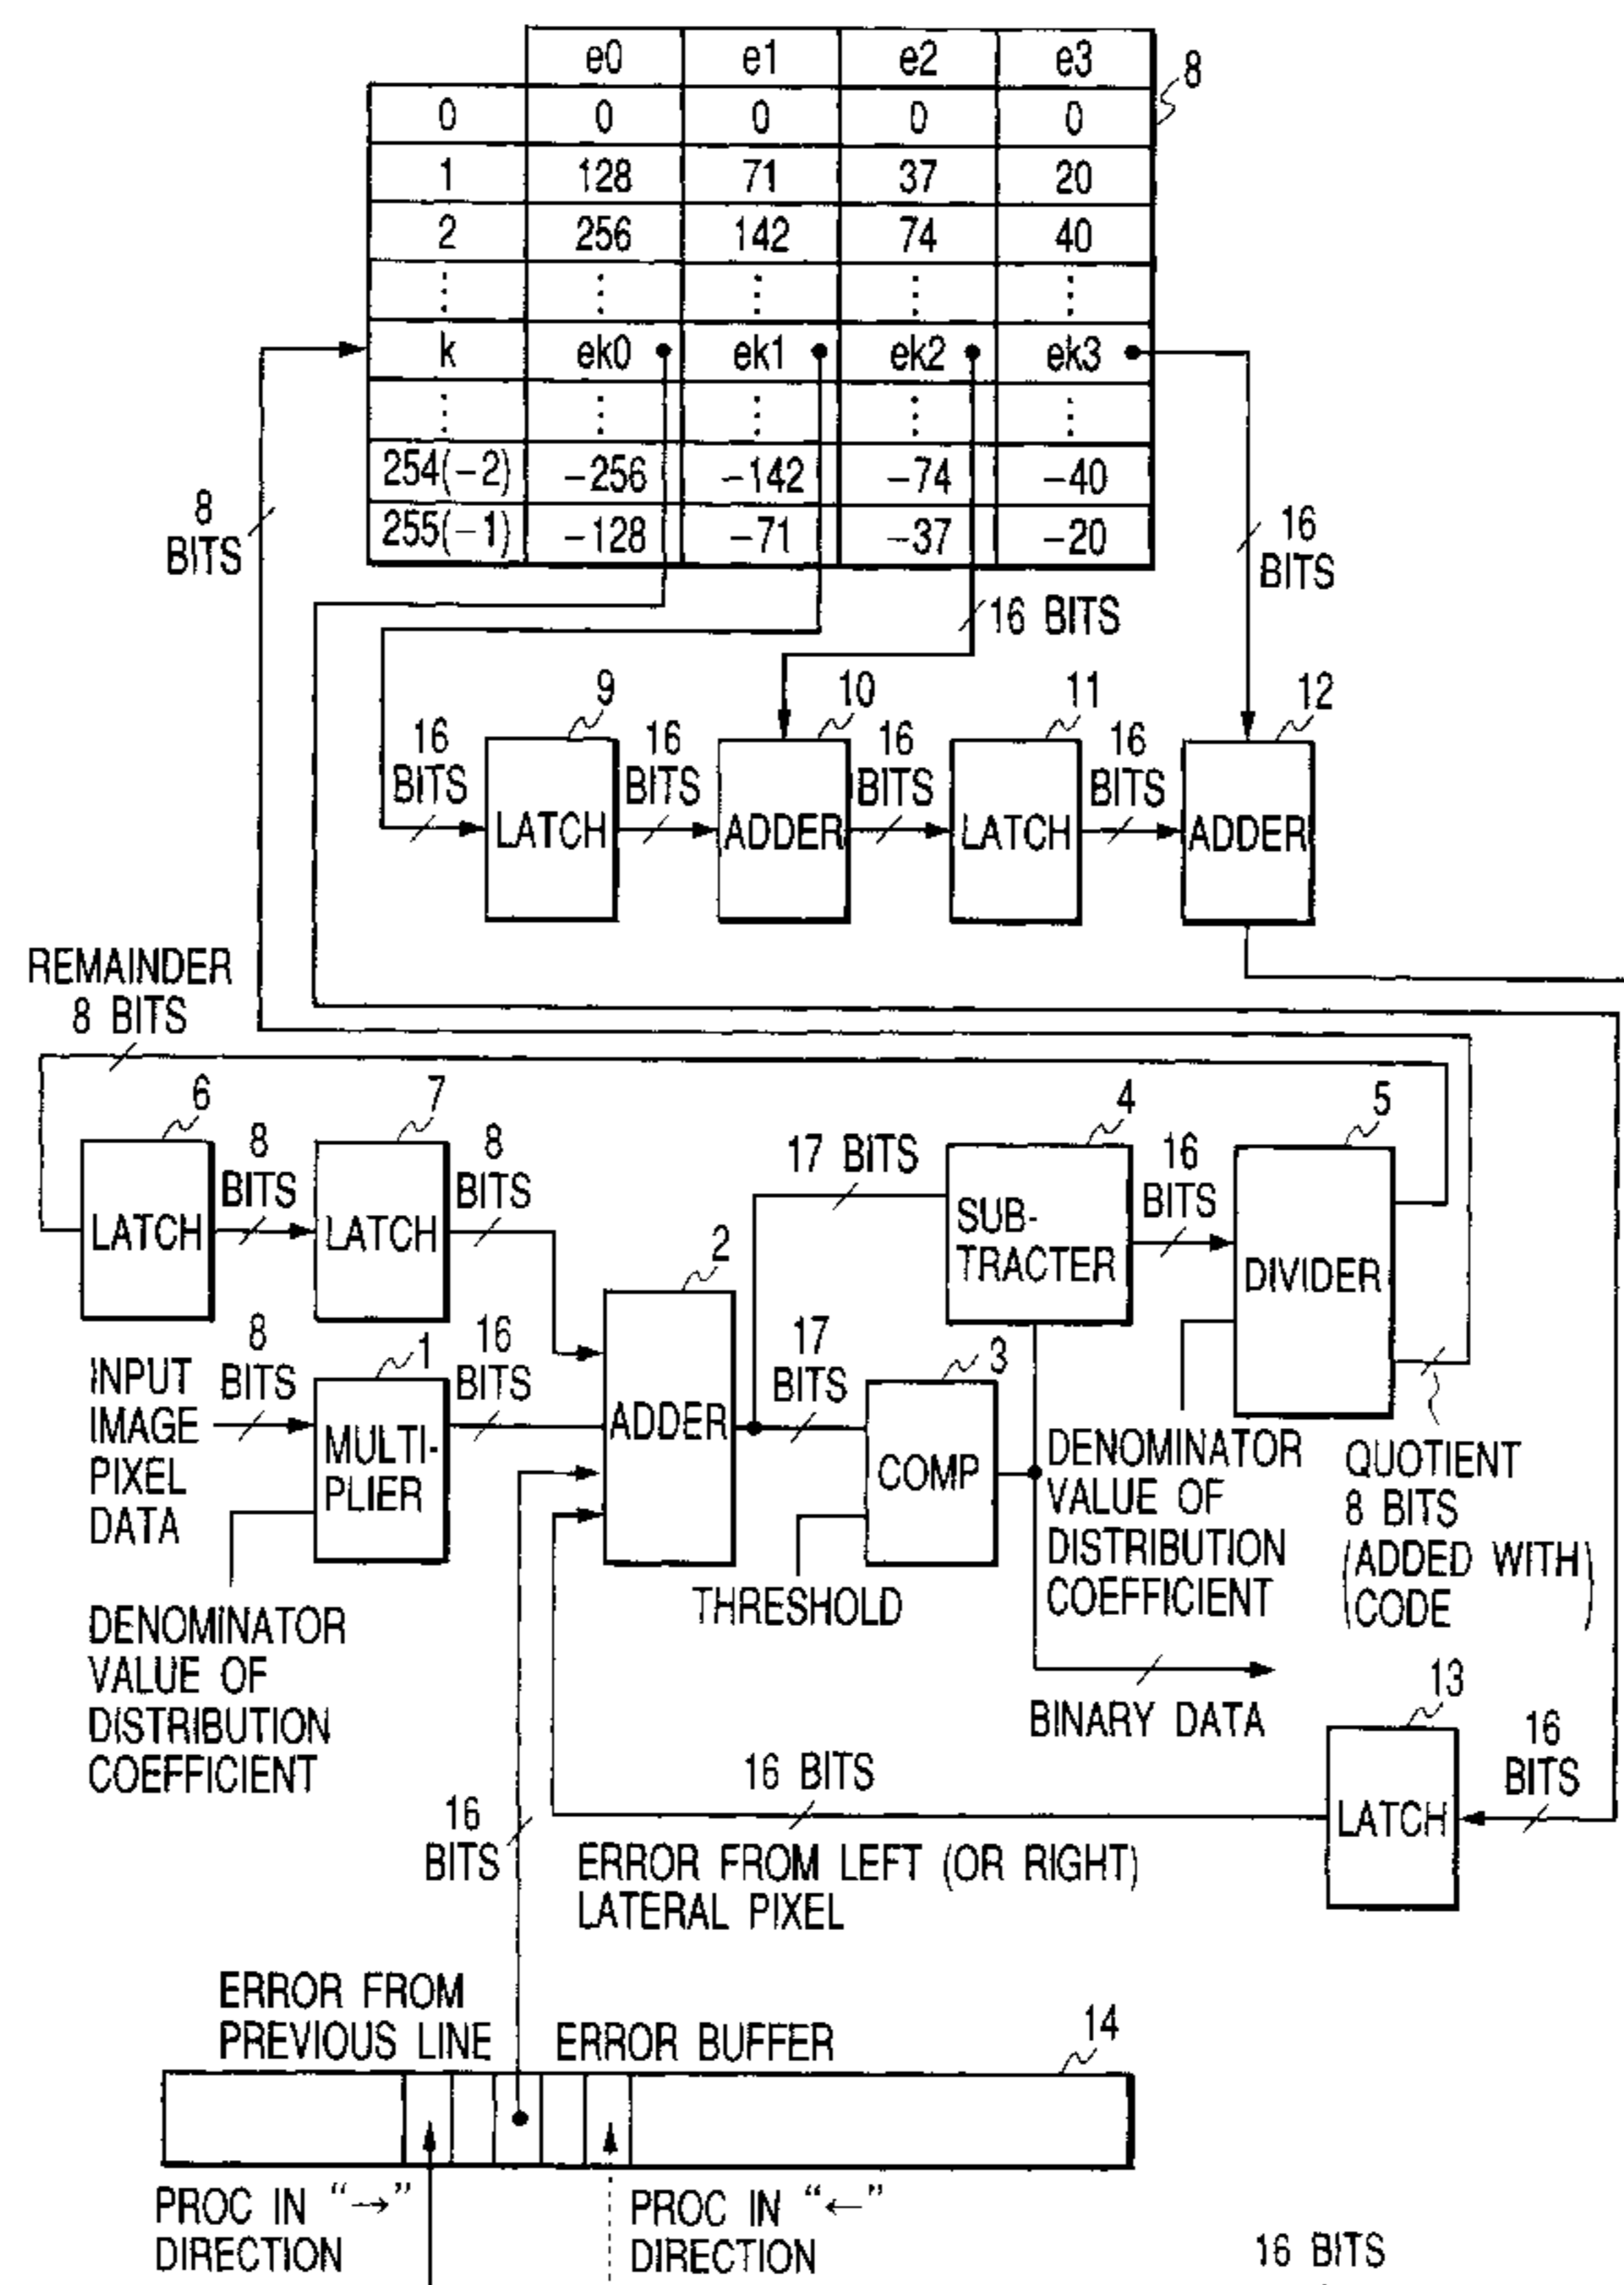 e0 e1 e2 e3
8
0 0 0 0 0
1 128 71 37 20
2 256 142 74 40
⋮ ⋮ ⋮ ⋮ ⋮
k ek0 ek1 ek2 ek3
⋮ ⋮ ⋮ ⋮ ⋮
254(−2) −256 −142 −74 −40
255(−1) −128 −71 −37 −20
8
BITS
16
BITS
16 BITS
9
10
11
12
16
BITS
LATCH
16
BITS
ADDER
16
BITS
LATCH
16
BITS
ADDER
REMAINDER
8 BITS
6
LATCH
8
BITS
7
LATCH
8
BITS
2
ADDER
17 BITS
4
SUB-
TRACTER
16
BITS
5
DIVIDER
INPUT
IMAGE
PIXEL
DATA
8
BITS
1
MULTI-
PLIER
16
BITS
17
BITS
3
COMP
THRESHOLD
DENOMINATOR
VALUE OF
DISTRIBUTION
COEFFICIENT
DENOMINATOR
VALUE OF
DISTRIBUTION
COEFFICIENT
QUOTIENT
8 BITS
(ADDED WITH
CODE)
BINARY DATA
13
LATCH
16
BITS
16 BITS
ERROR FROM LEFT (OR RIGHT)
LATERAL PIXEL
16
BITS
ERROR FROM
PREVIOUS LINE
ERROR BUFFER
14
PROC IN “→”
DIRECTION
PROC IN “←”
DIRECTION
16 BITS